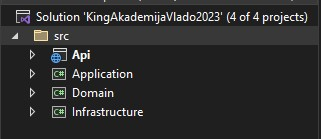 Solution 'KingAkademijaVlado2023' (4 of 4 projects)
src
Api
C# Application
C# Domain
C# Infrastructure